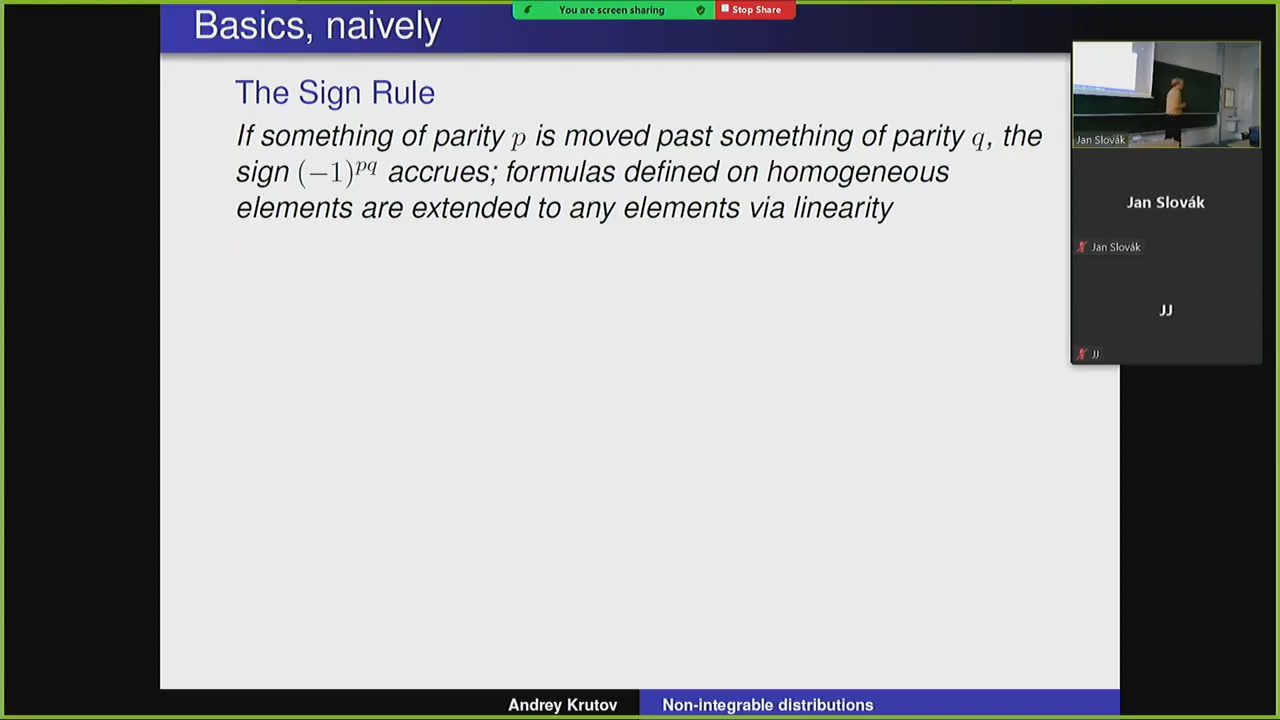 You are screen sharing
Stop Share
Basics, naively
The Sign Rule
If something of parity p is moved past something of parity q, the
sign (−1)^{pq} accrues; formulas defined on homogeneous
elements are extended to any elements via linearity
Jan Slovák
Jan Slovák
Jan Slovák
JJ
JJ
Andrey Krutov
Non-integrable distributions